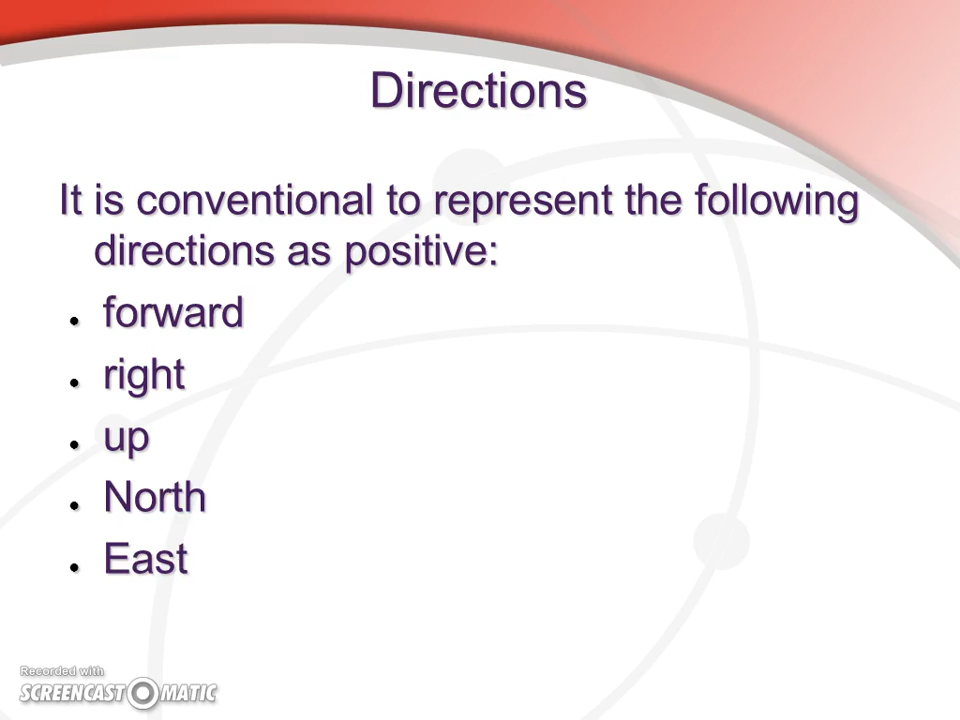 Directions
It is conventional to represent the following
directions as positive:
● forward
● right
● up
● North
● East
Recorded with
SCREENCAST-O-MATIC